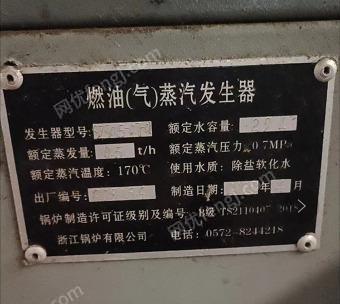 燃油(气)蒸汽发生器
发生器型号: 额定水容量:
额定蒸发量: t/h 额定蒸汽压力: 0.7MPa
额定蒸汽温度: 170℃ 使用水质: 除盐软化水
出厂编号: 制造日期: 年 月
锅炉制造许可证级别及编号: B级 TS2110407-2018
浙江锅炉有限公司 电话: 0572-8244218